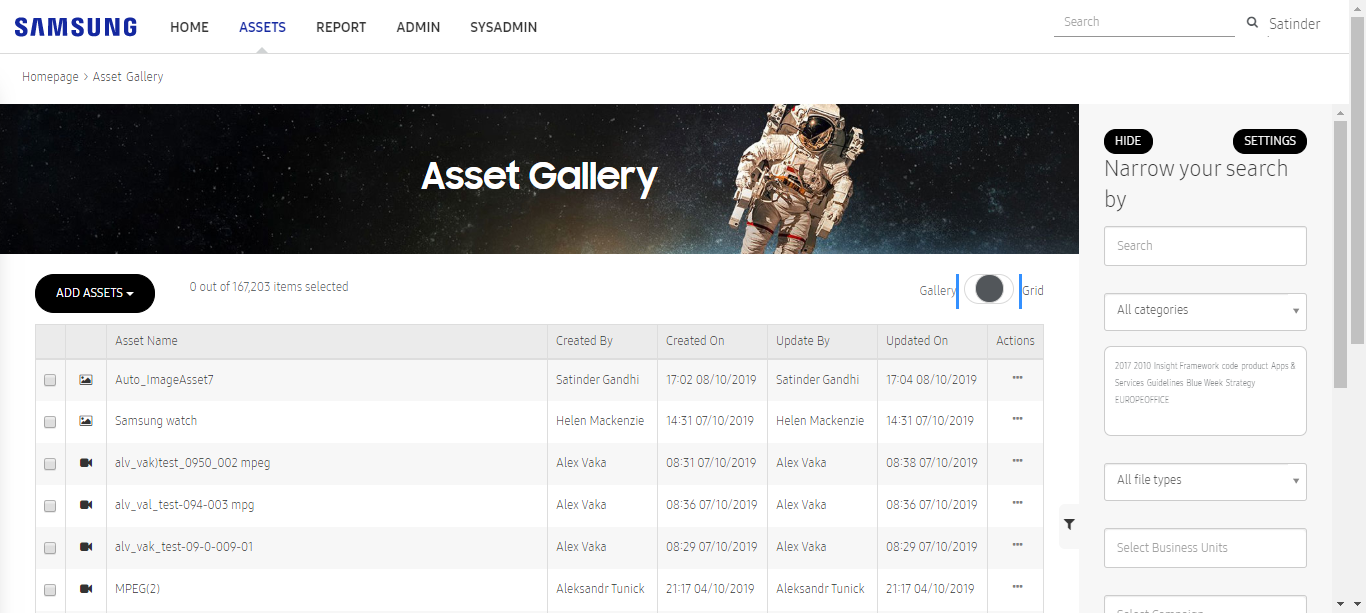 SAMSUNG HOME ASSETS REPORT ADMIN SYSADMIN Search Satinder
Homepage > Asset Gallery
Asset Gallery
ADD ASSETS 0 out of 167,203 items selected Gallery Grid
Asset Name Created By Created On Update By Updated On Actions
Auto_ImageAsset7 Satinder Gandhi 17:02 08/10/2019 Satinder Gandhi 17:04 08/10/2019 ...
Samsung watch Helen Mackenzie 14:31 07/10/2019 Helen Mackenzie 14:31 07/10/2019 ...
alv_vak)test_0950_002 mpeg Alex Vaka 08:31 07/10/2019 Alex Vaka 08:38 07/10/2019 ...
alv_val_test-094-003 mpg Alex Vaka 08:36 07/10/2019 Alex Vaka 08:36 07/10/2019 ...
alv_vak_test-09-0-009-01 Alex Vaka 08:29 07/10/2019 Alex Vaka 08:29 07/10/2019 ...
MPEG(2) Aleksandr Tunick 21:17 04/10/2019 Aleksandr Tunick 21:17 04/10/2019 ...
HIDE SETTINGS
Narrow your search
by
Search
All categories
2017 2010 Insight Framework code product Apps &
Services Guidelines Blue Week Strategy
EUROPEOFFICE
All file types
Select Business Units